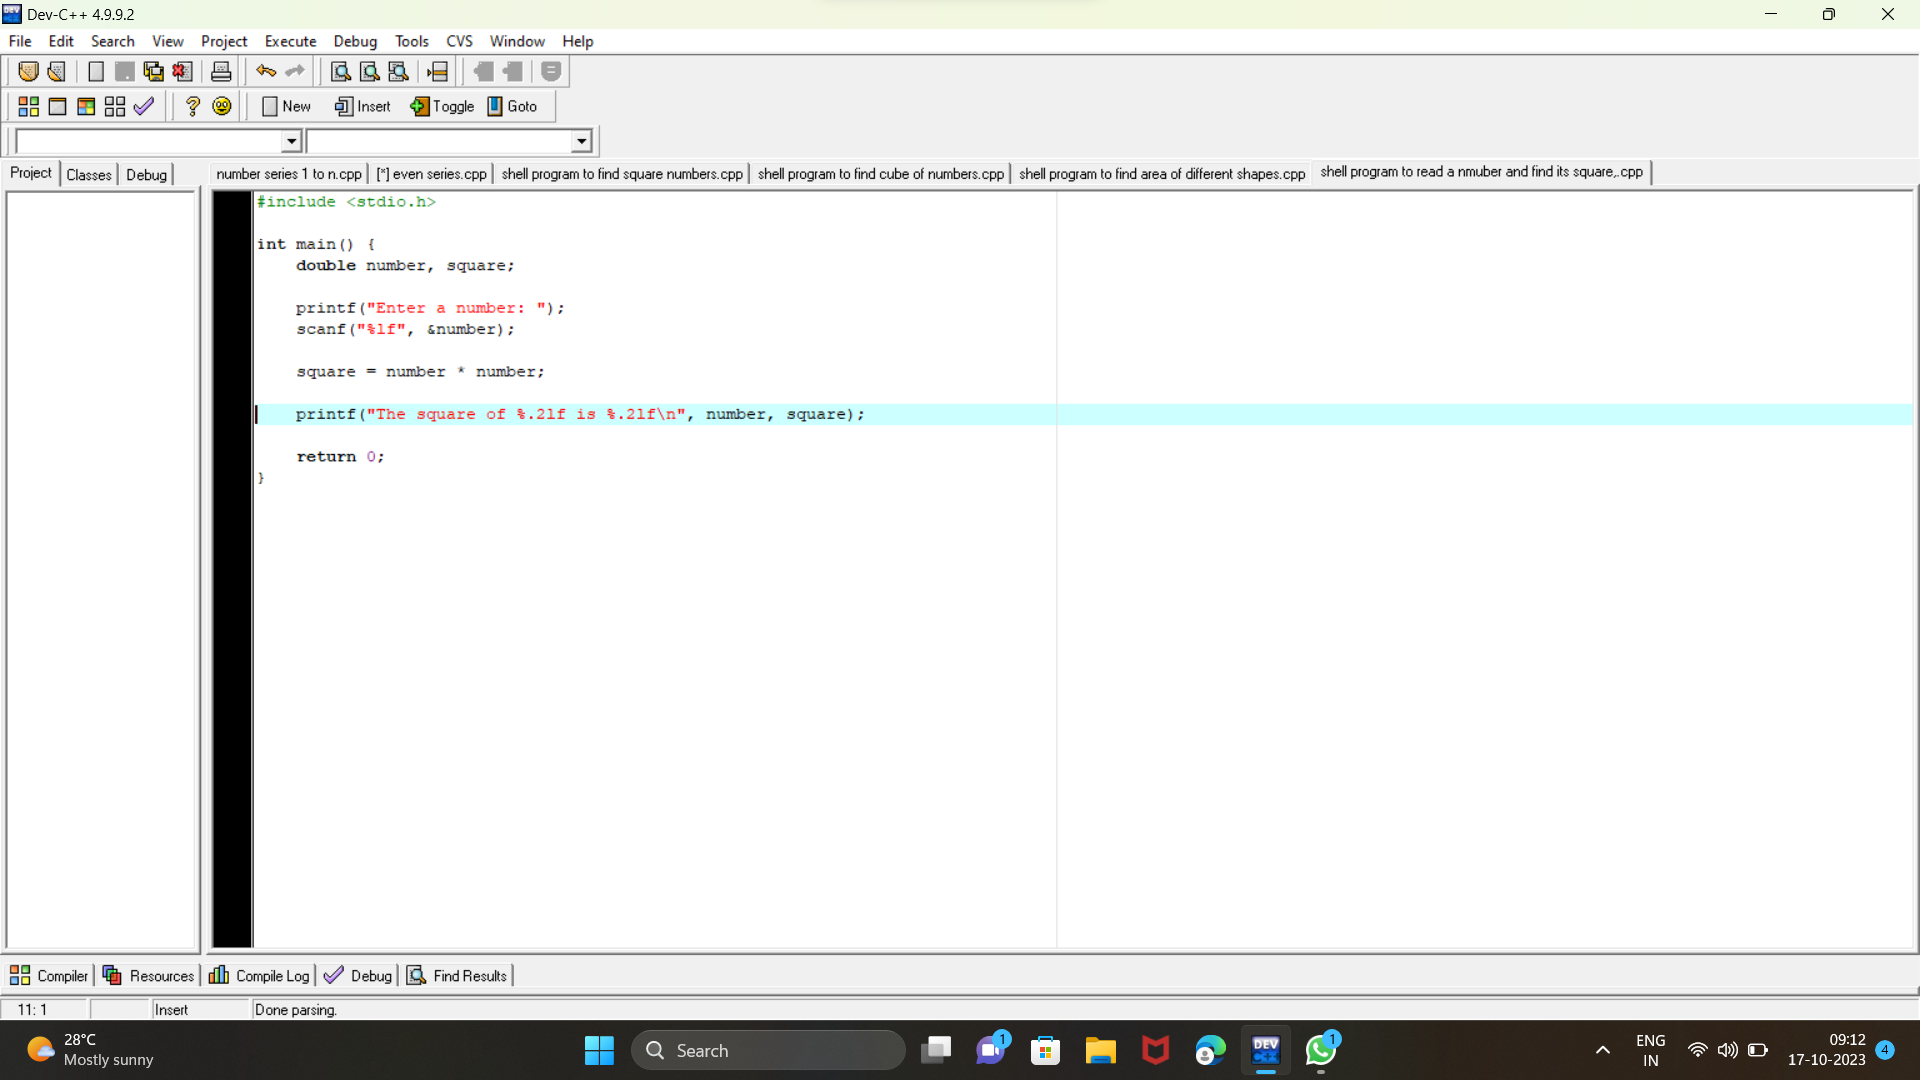 Dev-C++ 4.9.9.2
File Edit Search View Project Execute Debug Tools CVS Window Help
New Insert Toggle Goto
Project Classes Debug
number series 1 to n.cpp [*] even series.cpp shell program to find square numbers.cpp shell program to find cube of numbers.cpp shell program to find area of different shapes.cpp shell program to read a nmuber and find its square,.cpp
#include <stdio.h>
int main() {
double number, square;
printf("Enter a number: ");
scanf("%lf", &number);
square = number * number;
printf("The square of %.2lf is %.2lf\n", number, square);
return 0;
}
Compiler Resources Compile Log Debug Find Results
11: 1 Insert Done parsing.
28°C
Mostly sunny
Search
1
DEV
C++
1
ENG
IN
09:12
17-10-2023
4